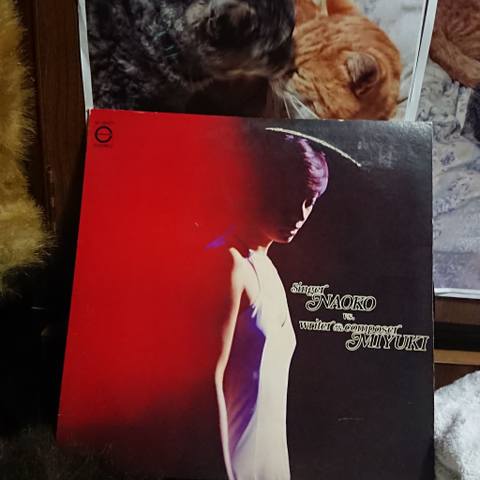 Singer
NAOKO
vs.
writer & composer
MIYUKI